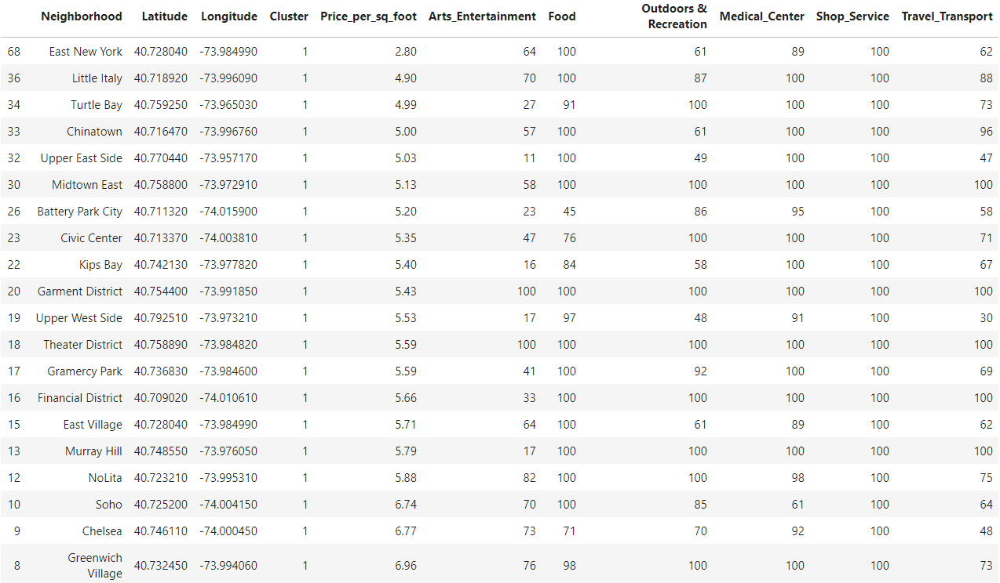 Neighborhood Latitude Longitude Cluster Price_per_sq_foot Arts_Entertainment Food Outdoors & Recreation Medical_Center Shop_Service Travel_Transport
68 East New York 40.728040 -73.984990 1 2.80 64 100 61 89 100 62
36 Little Italy 40.718920 -73.996090 1 4.90 70 100 87 100 100 88
34 Turtle Bay 40.759250 -73.965030 1 4.99 27 91 100 100 100 73
33 Chinatown 40.716470 -73.996760 1 5.00 57 100 61 100 100 96
32 Upper East Side 40.770440 -73.957170 1 5.03 11 100 49 100 100 47
30 Midtown East 40.758800 -73.972910 1 5.13 58 100 100 100 100 100
26 Battery Park City 40.711320 -74.015900 1 5.20 23 45 86 95 100 58
23 Civic Center 40.713370 -74.003810 1 5.35 47 76 100 100 100 71
22 Kips Bay 40.742130 -73.977820 1 5.40 16 84 58 100 100 67
20 Garment District 40.754400 -73.991850 1 5.43 100 100 100 100 100 100
19 Upper West Side 40.792510 -73.973210 1 5.53 17 97 48 91 100 30
18 Theater District 40.758890 -73.984820 1 5.59 100 100 100 100 100 100
17 Gramercy Park 40.736830 -73.984600 1 5.59 41 100 92 100 100 69
16 Financial District 40.709020 -74.010610 1 5.66 33 100 100 100 100 100
15 East Village 40.728040 -73.984990 1 5.71 64 100 61 89 100 62
13 Murray Hill 40.748550 -73.976050 1 5.79 17 100 100 100 100 100
12 NoLita 40.723210 -73.995310 1 5.88 82 100 100 98 100 75
10 Soho 40.725200 -74.004150 1 6.74 70 100 85 61 100 64
9 Chelsea 40.746110 -74.000450 1 6.77 73 71 70 92 100 48
8 Greenwich Village 40.732450 -73.994060 1 6.96 76 98 100 100 100 73